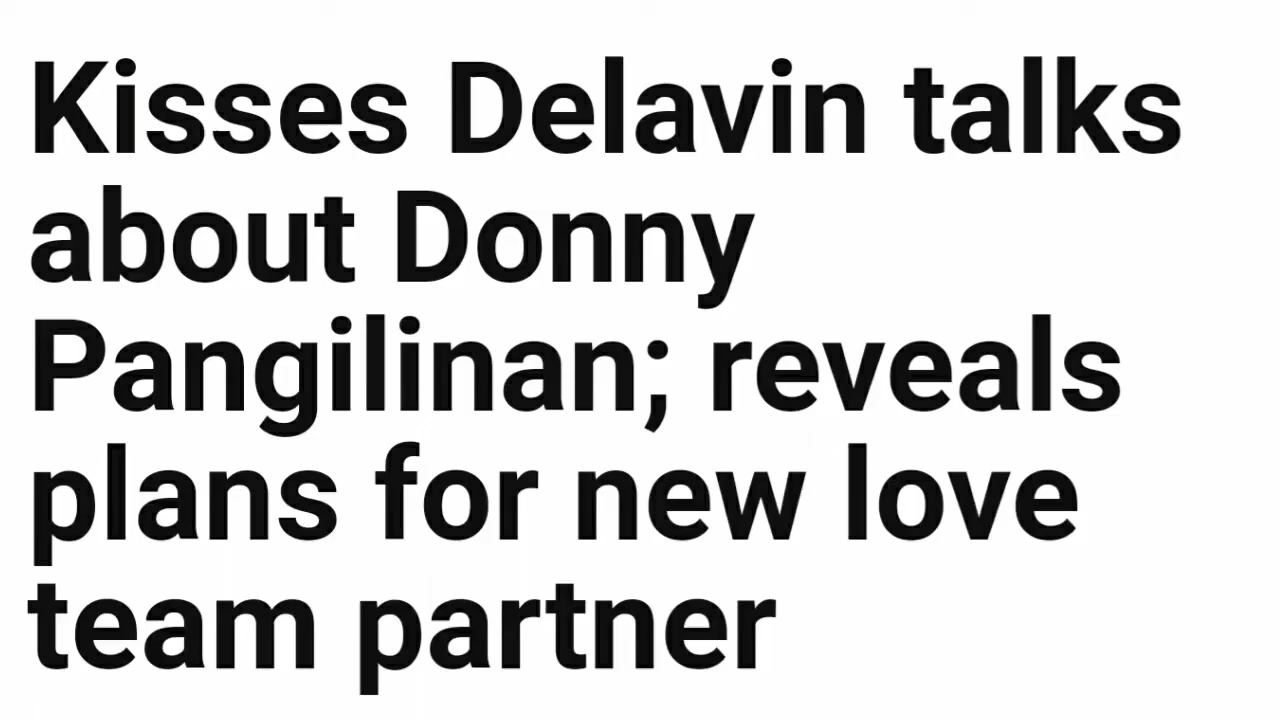 Kisses Delavin talks
about Donny
Pangilinan; reveals
plans for new love
team partner